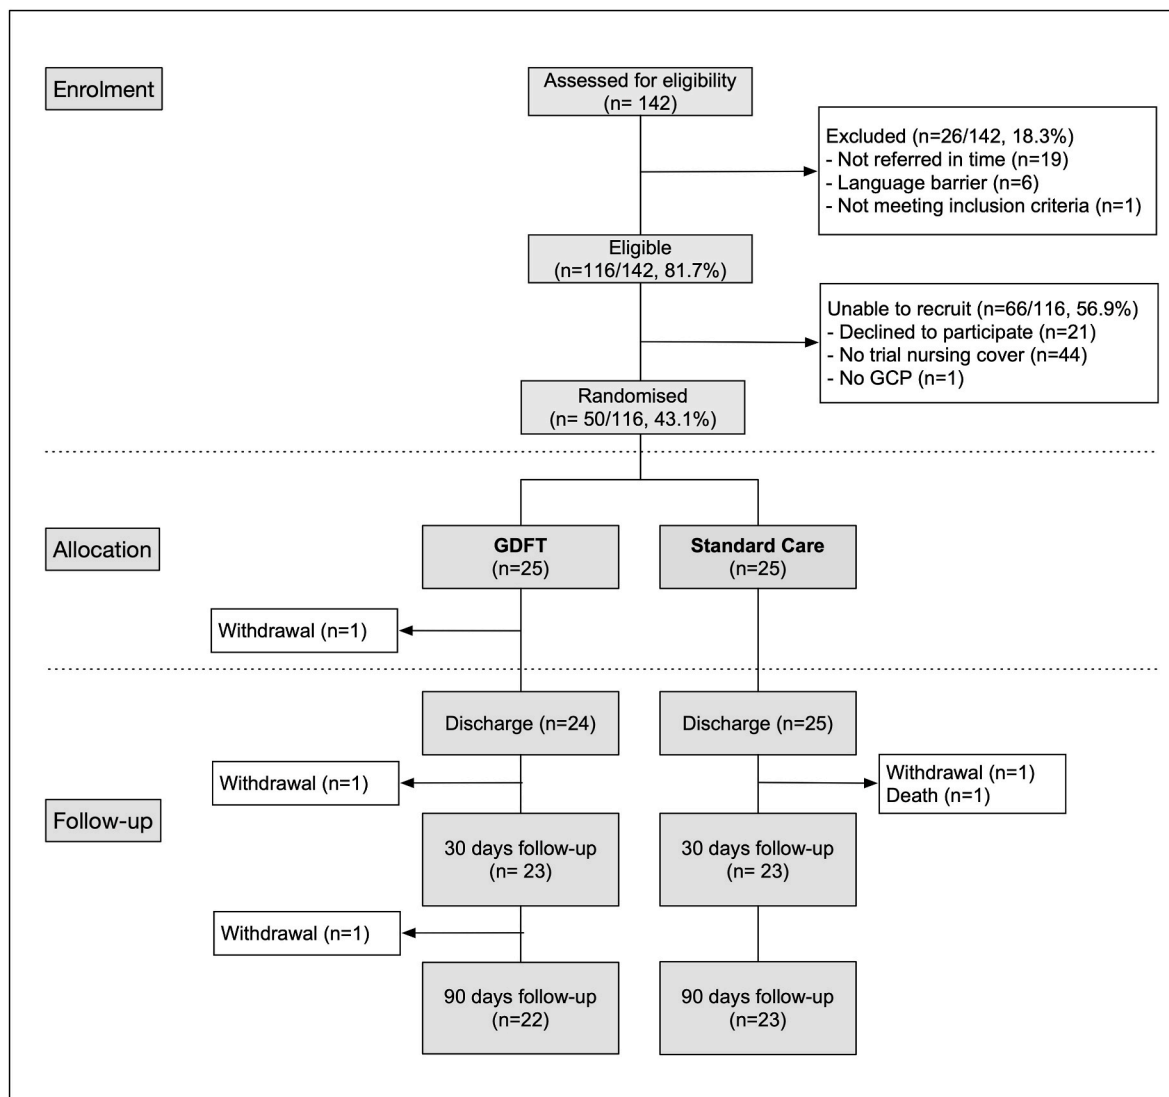 Enrolment
Assessed for eligibility
(n= 142)
Excluded (n=26/142, 18.3%)
- Not referred in time (n=19)
- Language barrier (n=6)
- Not meeting inclusion criteria (n=1)
Eligible
(n=116/142, 81.7%)
Unable to recruit (n=66/116, 56.9%)
- Declined to participate (n=21)
- No trial nursing cover (n=44)
- No GCP (n=1)
Randomised
(n= 50/116, 43.1%)
Allocation
GDFT
(n=25)
Standard Care
(n=25)
Withdrawal (n=1)
Follow-up
Discharge (n=24)
Discharge (n=25)
Withdrawal (n=1)
Withdrawal (n=1)
Death (n=1)
30 days follow-up
(n= 23)
30 days follow-up
(n= 23)
Withdrawal (n=1)
90 days follow-up
(n=22)
90 days follow-up
(n=23)